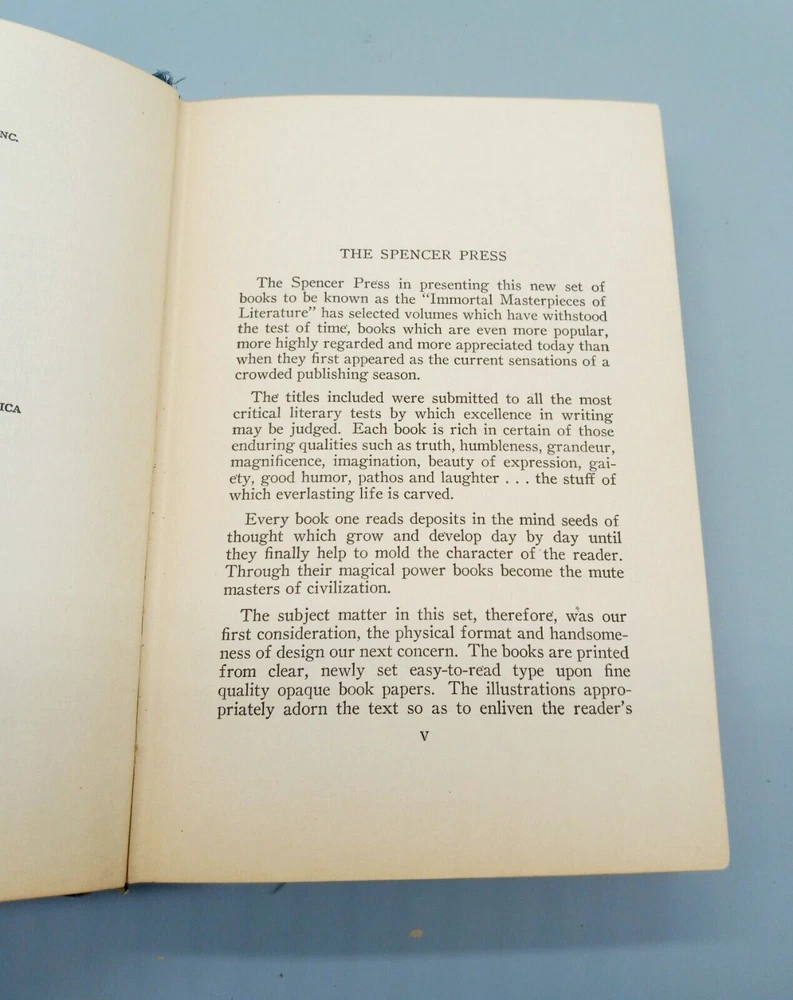 NC.
ICA
THE SPENCER PRESS
The Spencer Press in presenting this new set of
books to be known as the "Immortal Masterpieces of
Literature" has selected volumes which have withstood
the test of time, books which are even more popular,
more highly regarded and more appreciated today than
when they first appeared as the current sensations of a
crowded publishing season.
The titles included were submitted to all the most
critical literary tests by which excellence in writing
may be judged. Each book is rich in certain of those
enduring qualities such as truth, humbleness, grandeur,
magnificence, imagination, beauty of expression, gai-
ety, good humor, pathos and laughter . . . the stuff of
which everlasting life is carved.
Every book one reads deposits in the mind seeds of
thought which grow and develop day by day until
they finally help to mold the character of the reader.
Through their magical power books become the mute
masters of civilization.
The subject matter in this set, therefore, was our
first consideration, the physical format and handsome-
ness of design our next concern. The books are printed
from clear, newly set easy-to-read type upon fine
quality opaque book papers. The illustrations appro-
priately adorn the text so as to enliven the reader's
V